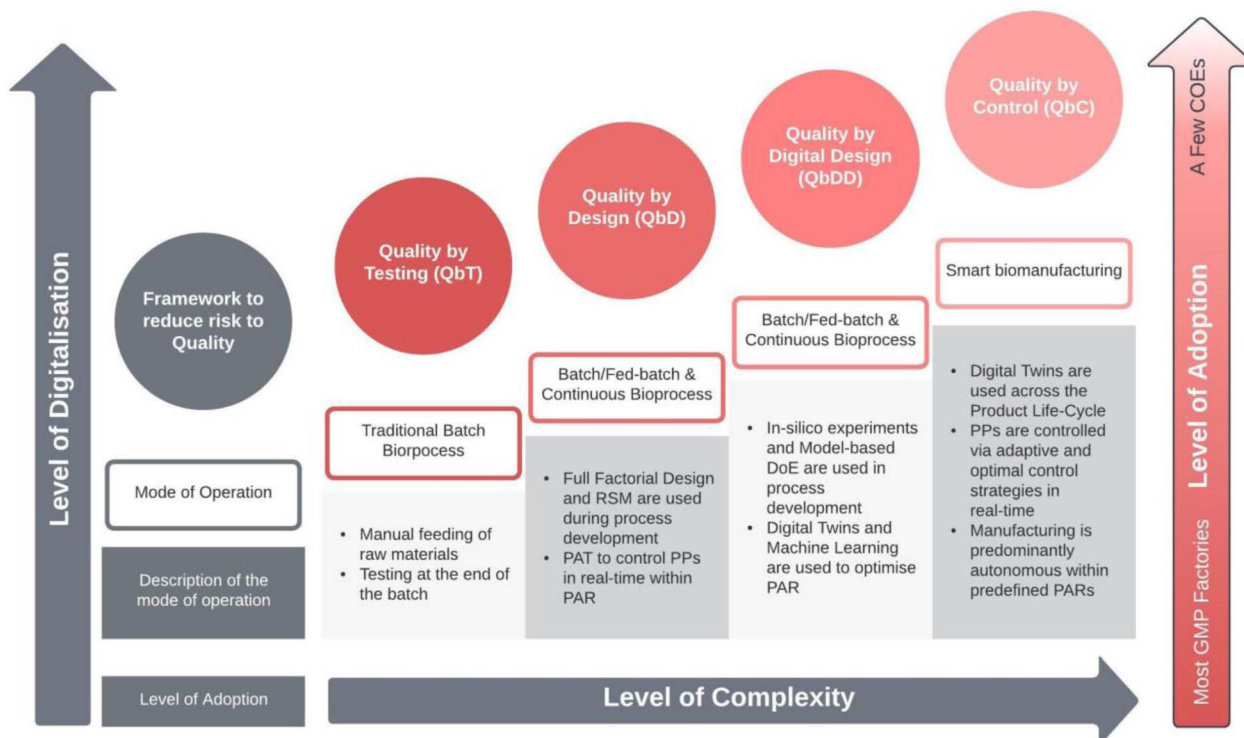 Level of Digitalisation
Framework to
reduce risk to
Quality
Mode of Operation
Description of the
mode of operation
Level of Adoption
Quality by
Testing (QbT)
Traditional Batch
Biorpocess
• Manual feeding of
raw materials
• Testing at the end of
the batch
Quality by
Design (QbD)
Batch/Fed-batch &
Continuous Bioprocess
• Full Factorial Design
and RSM are used
during process
development
• PAT to control PPs
in real-time within
PAR
Quality by
Digital Design
(QbDD)
Batch/Fed-batch &
Continuous Bioprocess
• In-silico experiments
and Model-based
DoE are used in
process
development
• Digital Twins and
Machine Learning
are used to optimise
PAR
Quality by
Control (QbC)
Smart biomanufacturing
• Digital Twins are
used across the
Product Life-Cycle
• PPs are controlled
via adaptive and
optimal control
strategies in
real-time
• Manufacturing is
predominantly
autonomous within
predefined PARs
Level of Complexity
Most GMP Factories
Level of Adoption
A Few COEs